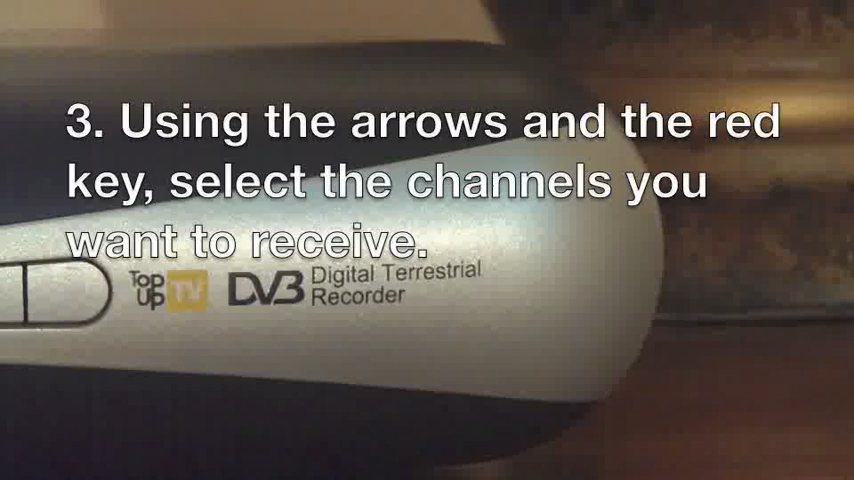 3. Using the arrows and the red
key, select the channels you
want to receive.
Top Up TV
DVB
Digital Terrestrial
Recorder